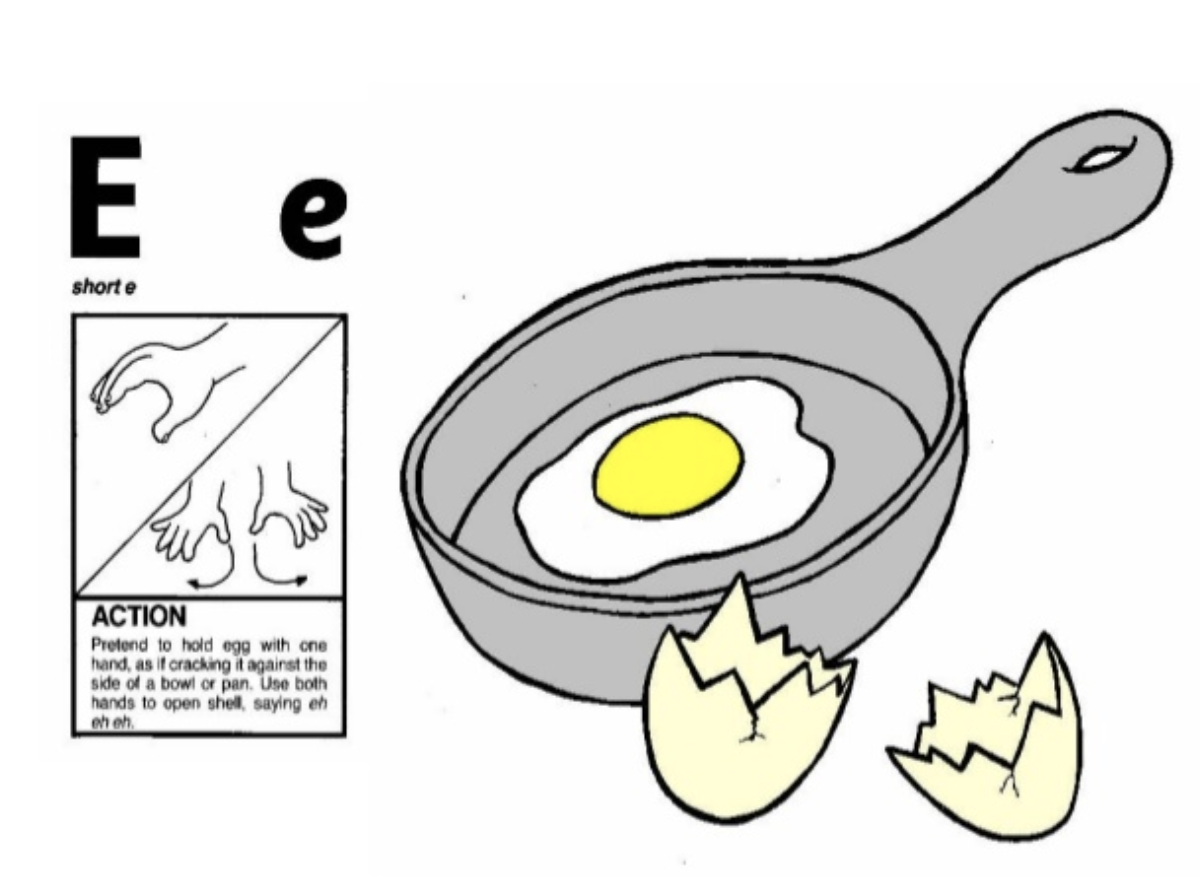 E e
short e
ACTION
Pretend to hold egg with one
hand, as if cracking it against the
side of a bowl or pan. Use both
hands to open shell, saying eh
eh eh.